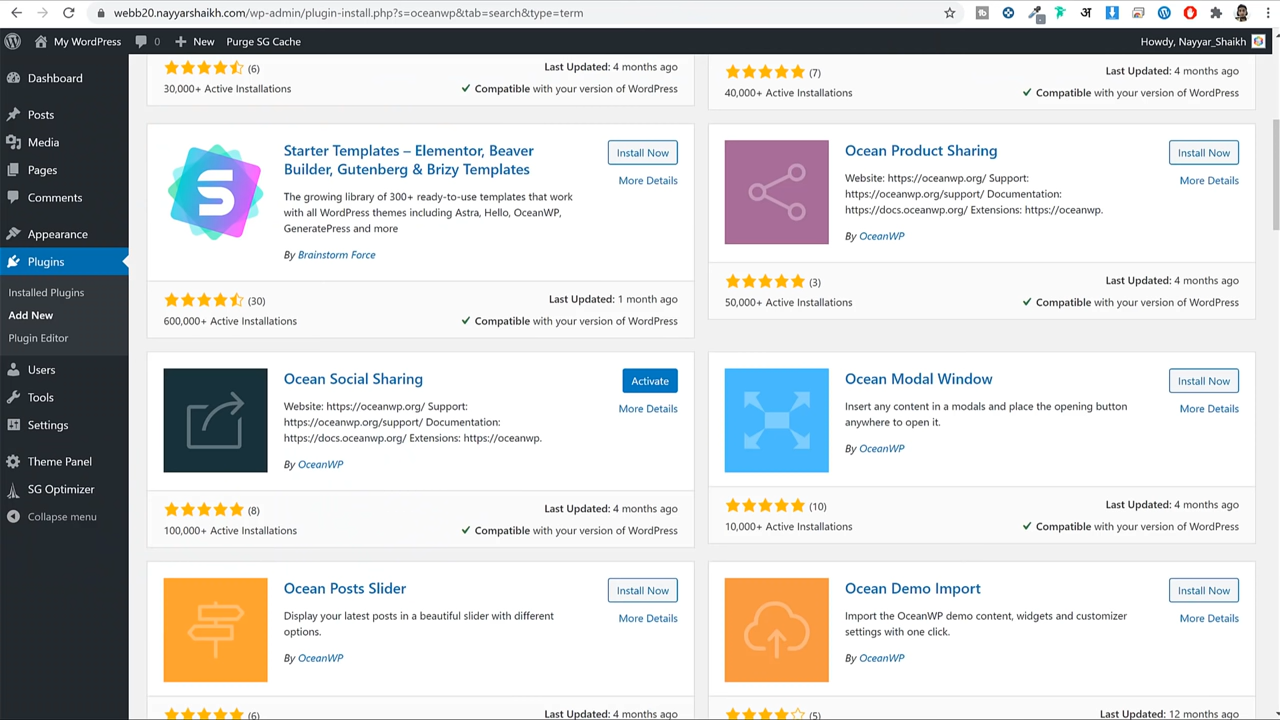 webb20.nayyarshaikh.com/wp-admin/plugin-install.php?s=oceanwp&tab=search&type=term
My WordPress
0
New
Purge SG Cache
Howdy, Nayyar_Shaikh
Dashboard
Posts
Media
Pages
Comments
Appearance
Plugins
Installed Plugins
Add New
Plugin Editor
Users
Tools
Settings
Theme Panel
SG Optimizer
Collapse menu
(6)
Last Updated: 4 months ago
30,000+ Active Installations
Compatible with your version of WordPress
(7)
Last Updated: 4 months ago
40,000+ Active Installations
Compatible with your version of WordPress
S
Starter Templates – Elementor, Beaver
Builder, Gutenberg & Brizy Templates
Install Now
More Details
The growing library of 300+ ready-to-use templates that work
with all WordPress themes including Astra, Hello, OceanWP,
GeneratePress and more
By Brainstorm Force
(30)
Last Updated: 1 month ago
600,000+ Active Installations
Compatible with your version of WordPress
Ocean Product Sharing
Install Now
More Details
Website: https://oceanwp.org/ Support:
https://oceanwp.org/support/ Documentation:
https://docs.oceanwp.org/ Extensions: https://oceanwp.
By OceanWP
(3)
Last Updated: 4 months ago
50,000+ Active Installations
Compatible with your version of WordPress
Ocean Social Sharing
Activate
More Details
Website: https://oceanwp.org/ Support:
https://oceanwp.org/support/ Documentation:
https://docs.oceanwp.org/ Extensions: https://oceanwp.
By OceanWP
(8)
Last Updated: 4 months ago
100,000+ Active Installations
Compatible with your version of WordPress
Ocean Modal Window
Install Now
More Details
Insert any content in a modals and place the opening button
anywhere to open it.
By OceanWP
(10)
Last Updated: 4 months ago
10,000+ Active Installations
Compatible with your version of WordPress
Ocean Posts Slider
Install Now
More Details
Display your latest posts in a beautiful slider with different
options.
By OceanWP
(6)
Last Updated: 4 months ago
Ocean Demo Import
Install Now
More Details
Import the OceanWP demo content, widgets and customizer
settings with one click.
By OceanWP
(5)
Last Updated: 12 months ago